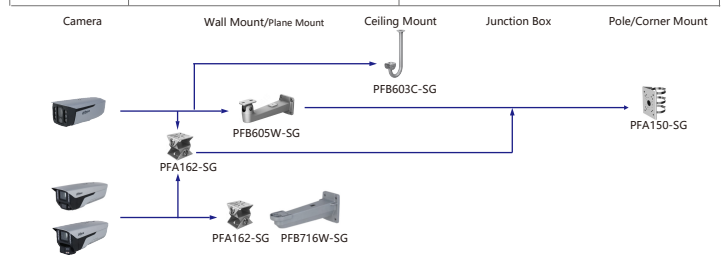 Camera Wall Mount/Plane Mount Ceiling Mount Junction Box Pole/Corner Mount
PFB603C-SG
PFB605W-SG
PFA150-SG
PFA162-SG
PFA162-SG PFB716W-SG